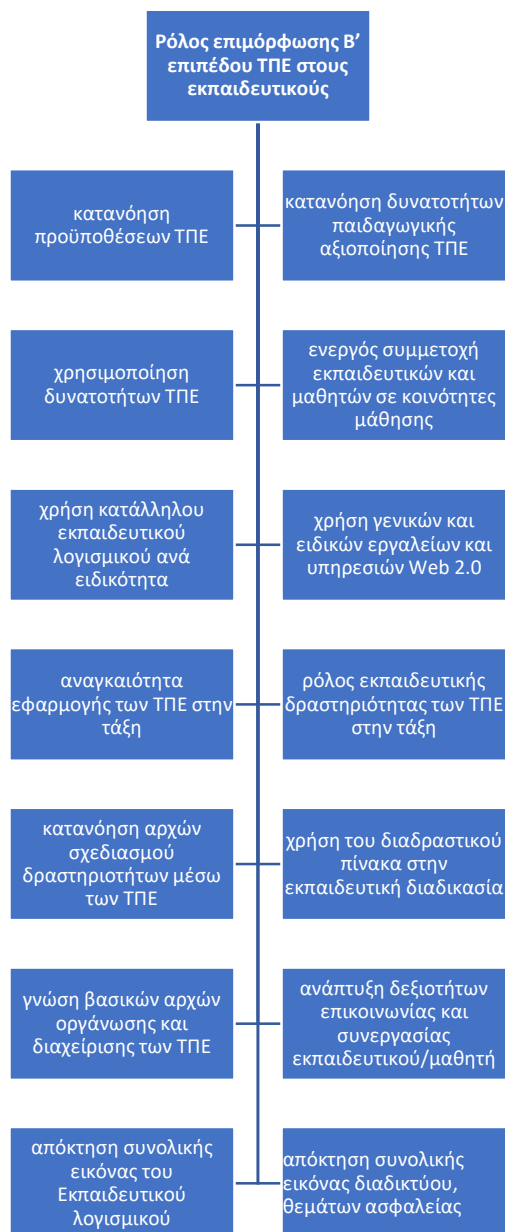 Ρόλος επιμόρφωσης Β’
επιπέδου ΤΠΕ στους
εκπαιδευτικούς
κατανόηση
προϋποθέσεων ΤΠΕ
κατανόηση δυνατοτήτων
παιδαγωγικής
αξιοποίησης ΤΠΕ
χρησιμοποίηση
δυνατοτήτων ΤΠΕ
ενεργός συμμετοχή
εκπαιδευτικών και
μαθητών σε κοινότητες
μάθησης
χρήση κατάλληλου
εκπαιδευτικού
λογισμικού ανά
ειδικότητα
χρήση γενικών και
ειδικών εργαλείων και
υπηρεσιών Web 2.0
αναγκαιότητα
εφαρμογής των ΤΠΕ στην
τάξη
ρόλος εκπαιδευτικής
δραστηριότητας των ΤΠΕ
στην τάξη
κατανόηση αρχών
σχεδιασμού
δραστηριοτήτων μέσω
των ΤΠΕ
χρήση του διαδραστικού
πίνακα στην
εκπαιδευτική διαδικασία
γνώση βασικών αρχών
οργάνωσης και
διαχείρισης των ΤΠΕ
ανάπτυξη δεξιοτήτων
επικοινωνίας και
συνεργασίας
εκπαιδευτικού/μαθητή
απόκτηση συνολικής
εικόνας του
Εκπαιδευτικού
λογισμικού
απόκτηση συνολικής
εικόνας διαδικτύου,
θεμάτων ασφαλείας